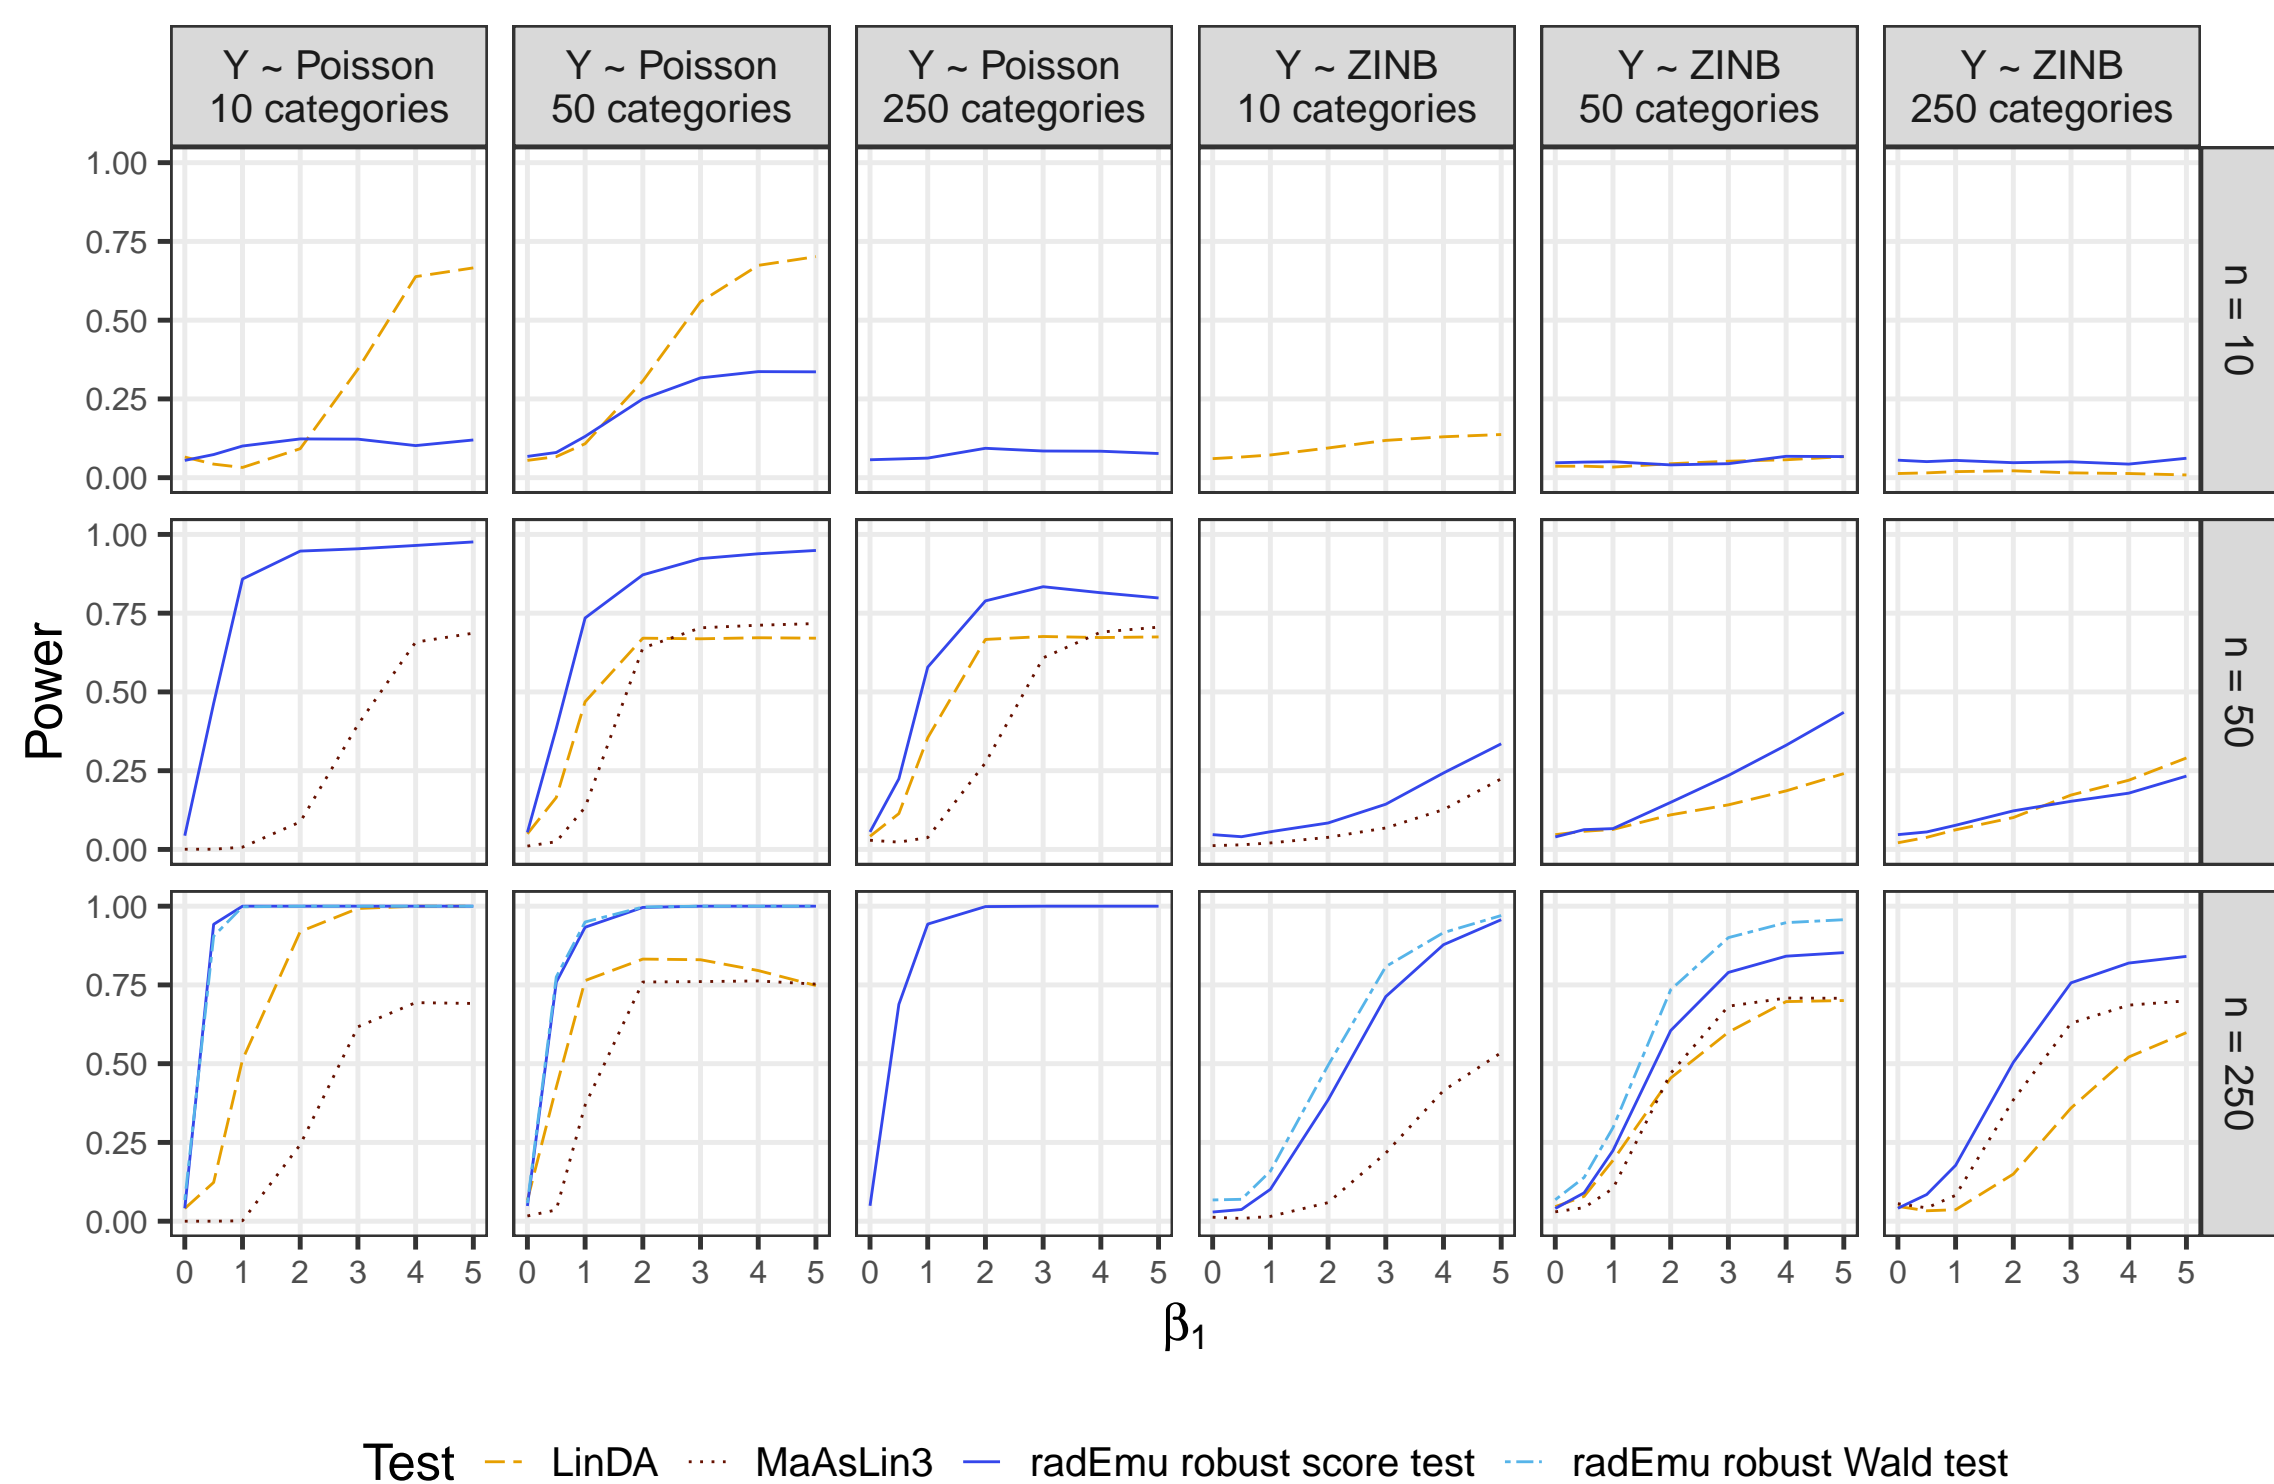 Y ~ Poisson
10 categories
Y ~ Poisson
50 categories
Y ~ Poisson
250 categories
Y ~ ZINB
10 categories
Y ~ ZINB
50 categories
Y ~ ZINB
250 categories
1.00
0.75
0.50
0.25
0.00
n = 10
1.00
0.75
0.50
0.25
0.00
n = 50
1.00
0.75
0.50
0.25
0.00
n = 250
Power
0 1 2 3 4 5
0 1 2 3 4 5
0 1 2 3 4 5
0 1 2 3 4 5
0 1 2 3 4 5
0 1 2 3 4 5
β₁
Test LinDA MaAsLin3 radEmu robust score test radEmu robust Wald test